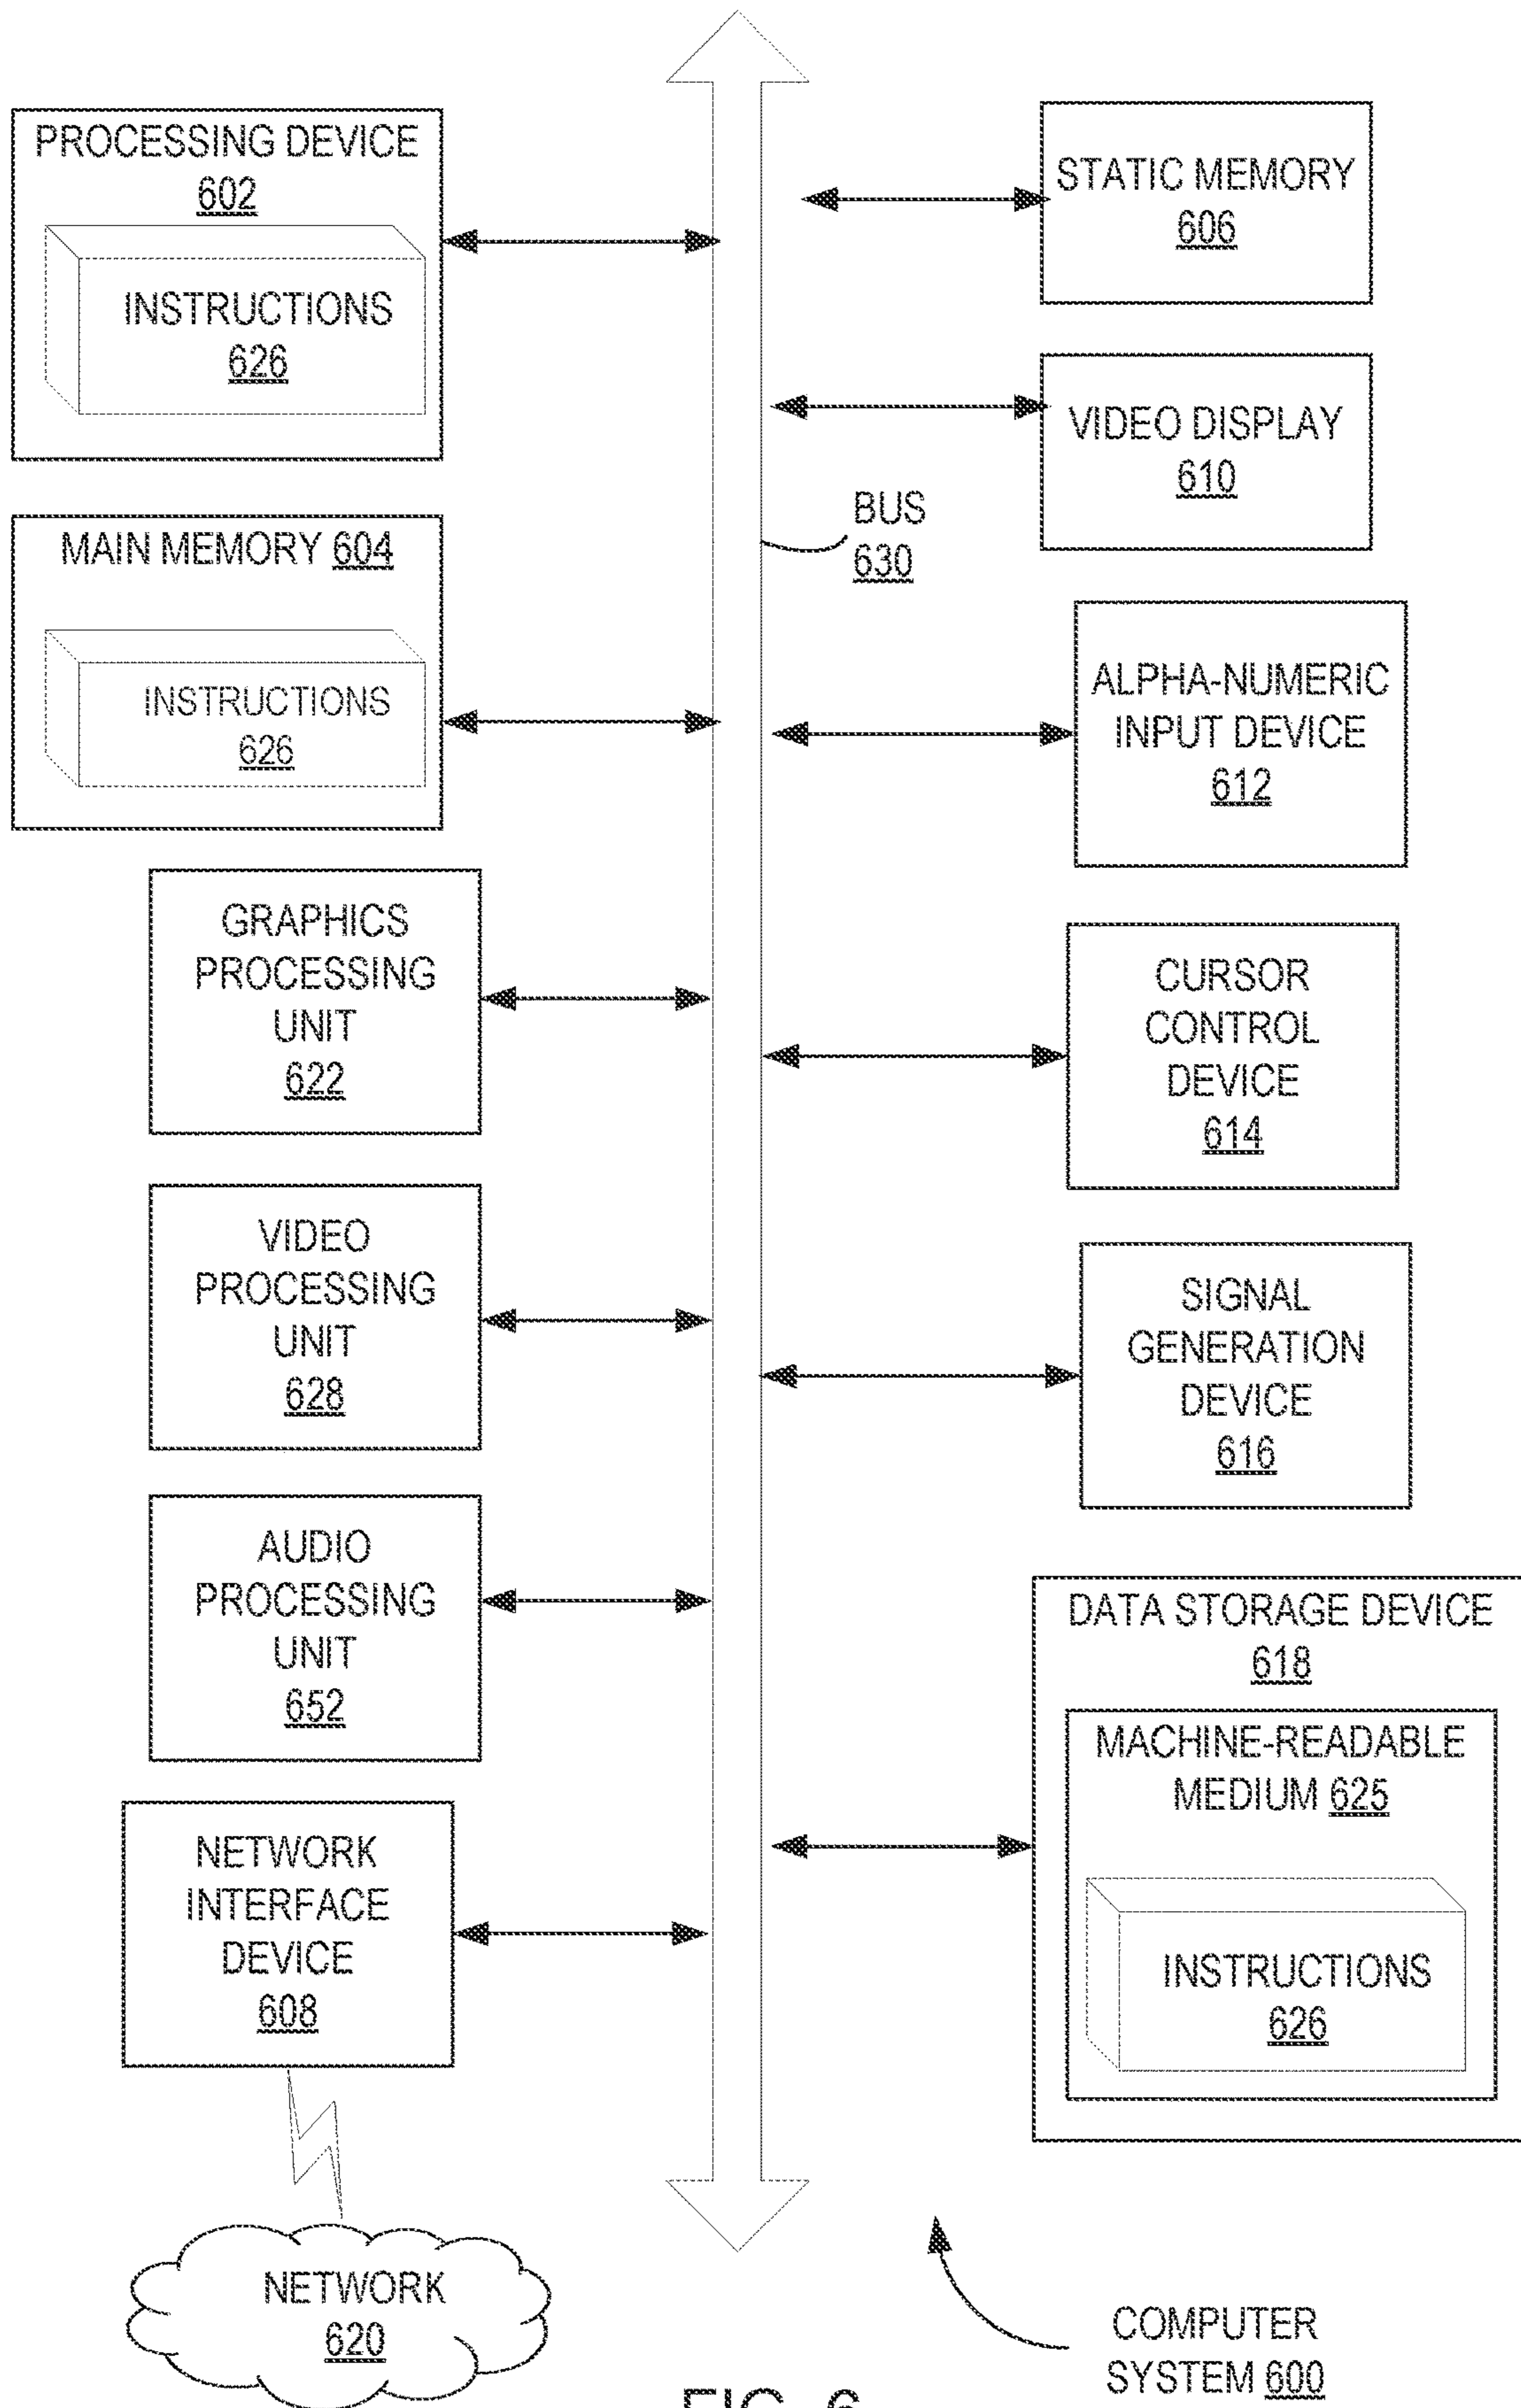 PROCESSING DEVICE
602
INSTRUCTIONS
626
MAIN MEMORY 604
INSTRUCTIONS
626
GRAPHICS
PROCESSING
UNIT
622
VIDEO
PROCESSING
UNIT
628
AUDIO
PROCESSING
UNIT
652
NETWORK
INTERFACE
DEVICE
608
NETWORK
620
BUS
630
STATIC MEMORY
606
VIDEO DISPLAY
610
ALPHA-NUMERIC
INPUT DEVICE
612
CURSOR
CONTROL
DEVICE
614
SIGNAL
GENERATION
DEVICE
616
DATA STORAGE DEVICE
618
MACHINE-READABLE
MEDIUM 625
INSTRUCTIONS
626
COMPUTER
SYSTEM 600
FIG. 6